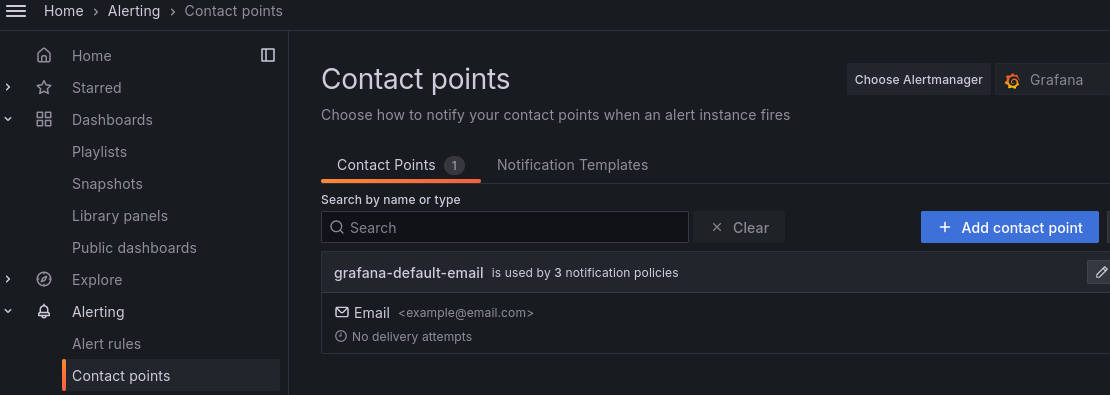 Home > Alerting > Contact points
Home
Starred
Dashboards
Playlists
Snapshots
Library panels
Public dashboards
Explore
Alerting
Alert rules
Contact points
Contact points
Choose Alertmanager
Grafana
Choose how to notify your contact points when an alert instance fires
Contact Points 1
Notification Templates
Search by name or type
Search
Clear
+ Add contact point
grafana-default-email is used by 3 notification policies
Email <example@email.com>
No delivery attempts